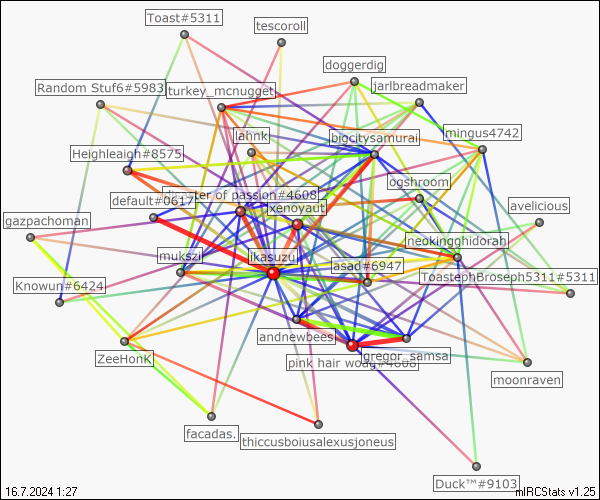 Toast#5311
tescoroll
doggerdig
jarlbreadmaker
Random Stuf6#5983
turkey_mcnugget
lahnk
bigcitysamurai
mingus4742
Heighleaigh#8575
ogshroom
disaster of passion#4608
default#0617
xenoyaut
avelicious
gazpachoman
neokingghidorah
mukszi
ikasuzu
asad#6947
ToastephBroseph5311#5311
Knowun#6424
andnewbees
ZeeHonk
gregor_samsa
pink hair woag#4668
moonraven
facadas.
thiccusboiusalexusjoneus
Duck™#9103
16.7.2024 1:27
mIRCStats v1.25